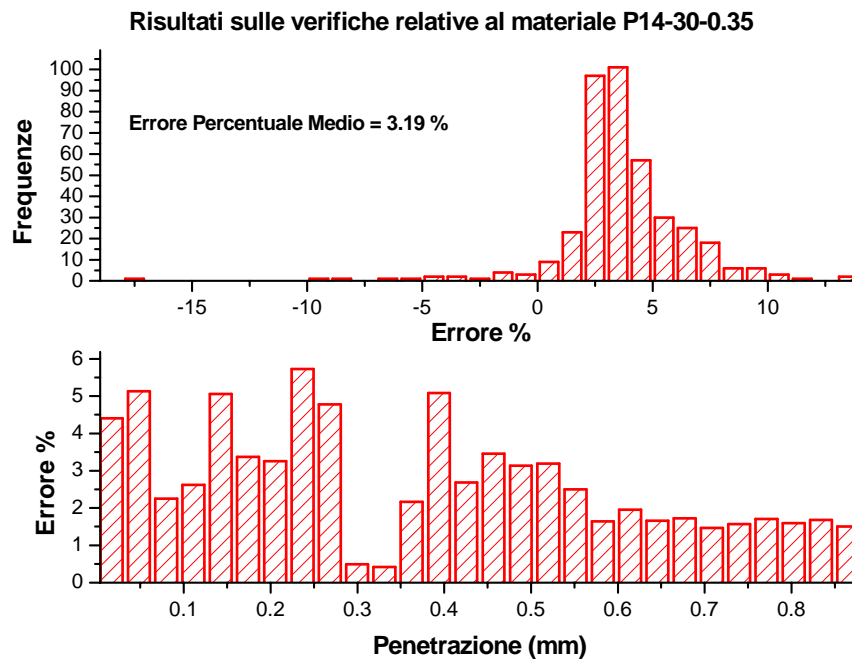 Risultati sulle verifiche relative al materiale P14-30-0.35
Frequenze
100
90
80
70
60
50
40
30
20
10
0
Errore Percentuale Medio = 3.19 %
-15 -10 -5 0 5 10
Errore %
Errore %
6
5
4
3
2
1
0
0.1 0.2 0.3 0.4 0.5 0.6 0.7 0.8
Penetrazione (mm)